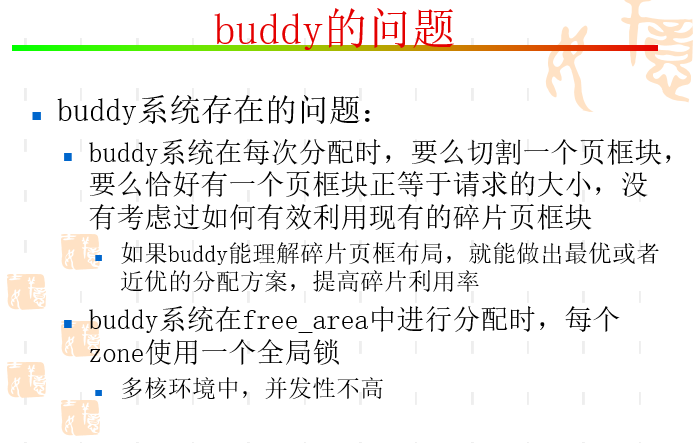 buddy的问题
buddy系统存在的问题：
buddy系统在每次分配时，要么切割一个页框块，
要么恰好有一个页框块正等于请求的大小，没
有考虑过如何有效利用现有的碎片页框块
如果buddy能理解碎片页框布局，就能做出最优或者
近优的分配方案，提高碎片利用率
buddy系统在free_area中进行分配时，每个
zone使用一个全局锁
多核环境中，并发性不高